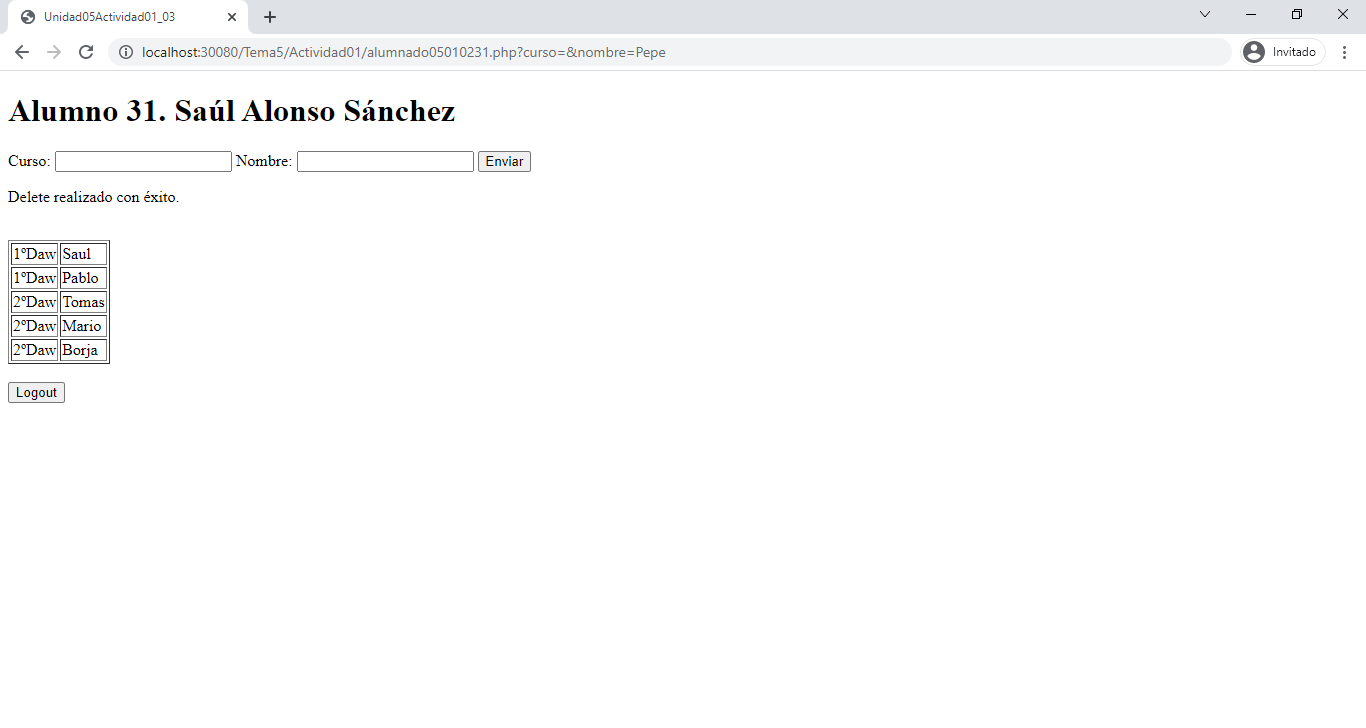 Unidad05Actividad01_03
localhost:30080/Tema5/Actividad01/alumnado05010231.php?curso=&nombre=Pepe
Invitado
Alumno 31. Saúl Alonso Sánchez
Curso: Nombre: Enviar
Delete realizado con éxito.
1ºDaw Saul
1ºDaw Pablo
2ºDaw Tomas
2ºDaw Mario
2ºDaw Borja
Logout